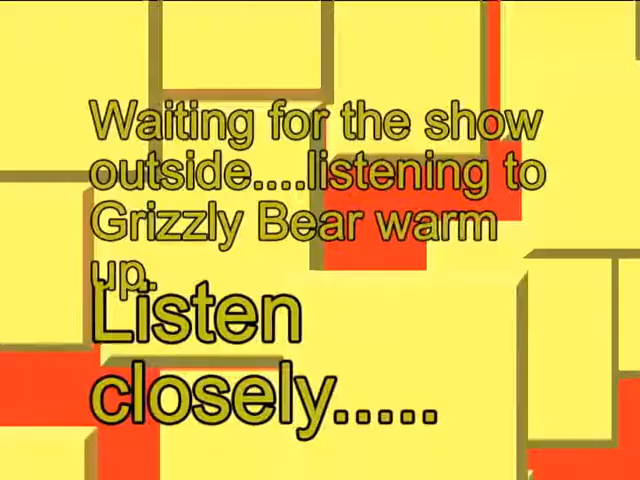 Waiting for the show
outside....listening to
Grizzly Bear warm
up.
Listen
closely.....